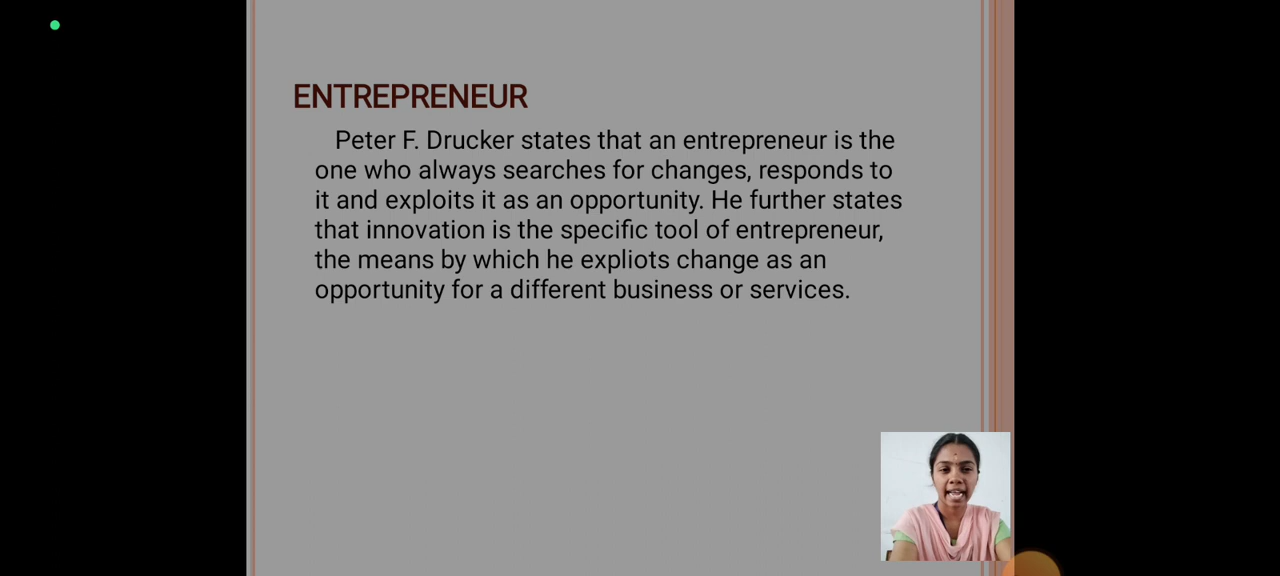 ENTREPRENEUR
Peter F. Drucker states that an entrepreneur is the
one who always searches for changes, responds to
it and exploits it as an opportunity. He further states
that innovation is the specific tool of entrepreneur,
the means by which he expliots change as an
opportunity for a different business or services.